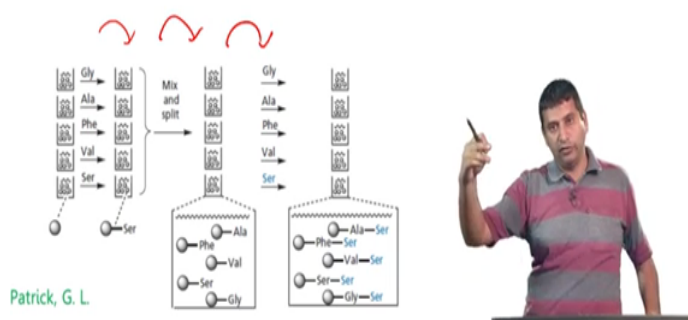 Gly
Ala
Phe
Val
Ser
Mix
and
split
Gly
Ala
Phe
Val
Ser
Ser
Ala
Phe
Val
Ser
Gly
Ala—Ser
Phe—Ser
Val—Ser
Ser—Ser
Gly—Ser
Patrick, G. L.